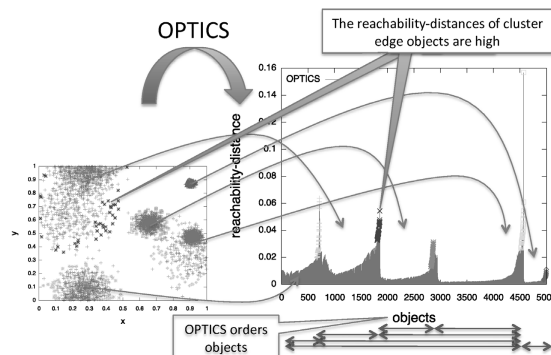 OPTICS
The reachability-distances of cluster
edge objects are high
0.16
0.14
0.12
0.1
0.08
0.06
0.04
0.02
0
OPTICS
reachability-distance
0 500 1000 1500 2000 2500 3000 3500 4000 4500 5000
objects
1
0.9
0.8
0.7
0.6
0.5
0.4
0.3
0.2
0.1
0
y
0 0.1 0.2 0.3 0.4 0.5 0.6 0.7 0.8 0.9 1
x
OPTICS orders
objects